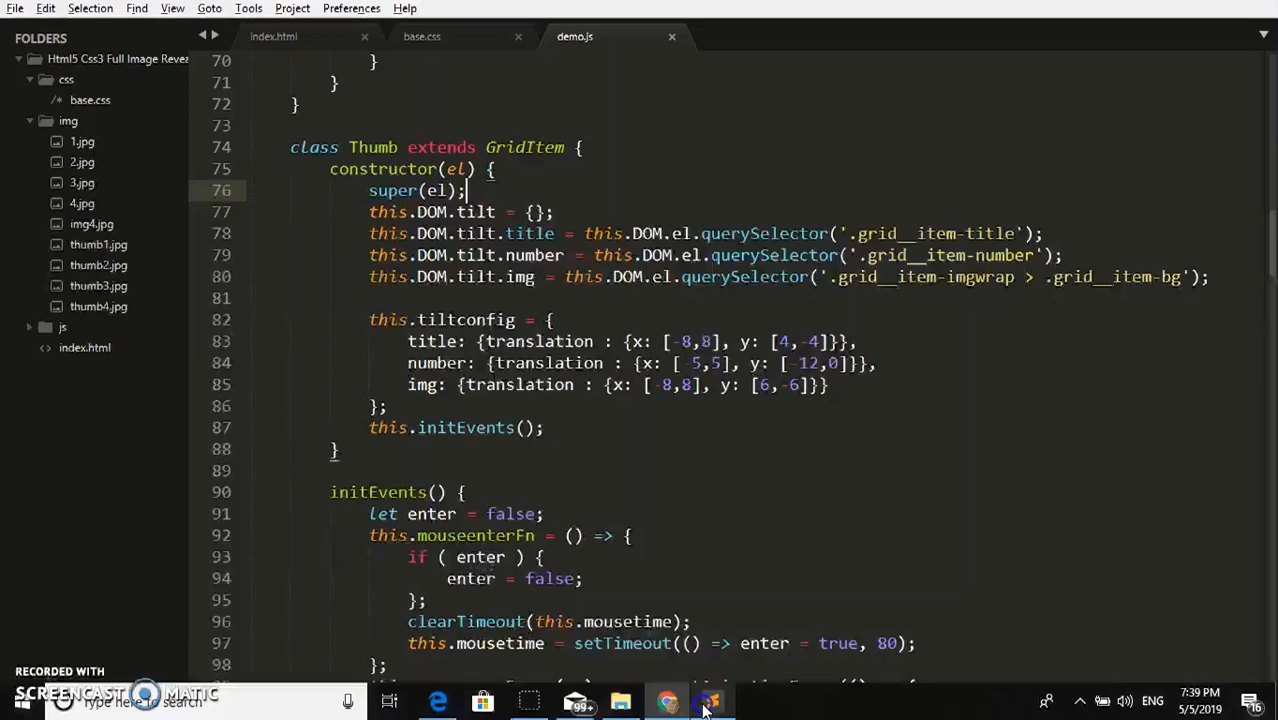 File Edit Selection Find View Goto Tools Project Preferences Help
FOLDERS
index.html × base.css × demo.js ×
Html5 Css3 Full Image Revea
css
/* base.css
img
1.jpg
2.jpg
3.jpg
4.jpg
img4.jpg
thumb1.jpg
thumb2.jpg
thumb3.jpg
thumb4.jpg
js
<> index.html
70 }
71 }
72 }
73
74 class Thumb extends GridItem {
75 constructor(el) {
76 super(el);
77 this.DOM.tilt = {};
78 this.DOM.tilt.title = this.DOM.el.querySelector('.grid__item-title');
79 this.DOM.tilt.number = this.DOM.el.querySelector('.grid__item-number');
80 this.DOM.tilt.img = this.DOM.el.querySelector('.grid__item-imgwrap > .grid__item-bg');
81
82 this.tiltconfig = {
83 title: {translation : {x: [-8,8], y: [4,-4]}},
84 number: {translation : {x: [-5,5], y: [-12,0]}},
85 img: {translation : {x: [-8,8], y: [6,-6]}}
86 };
87 this.initEvents();
88 }
89
90 initEvents() {
91 let enter = false;
92 this.mouseenterFn = () => {
93 if ( enter ) {
94 enter = false;
95 };
96 clearTimeout(this.mousetime);
97 this.mousetime = setTimeout(() => enter = true, 80);
98 };
RECORDED WITH
SCREENCAST MATIC
Type here to search
99+
ENG
7:39 PM
5/5/2019
16